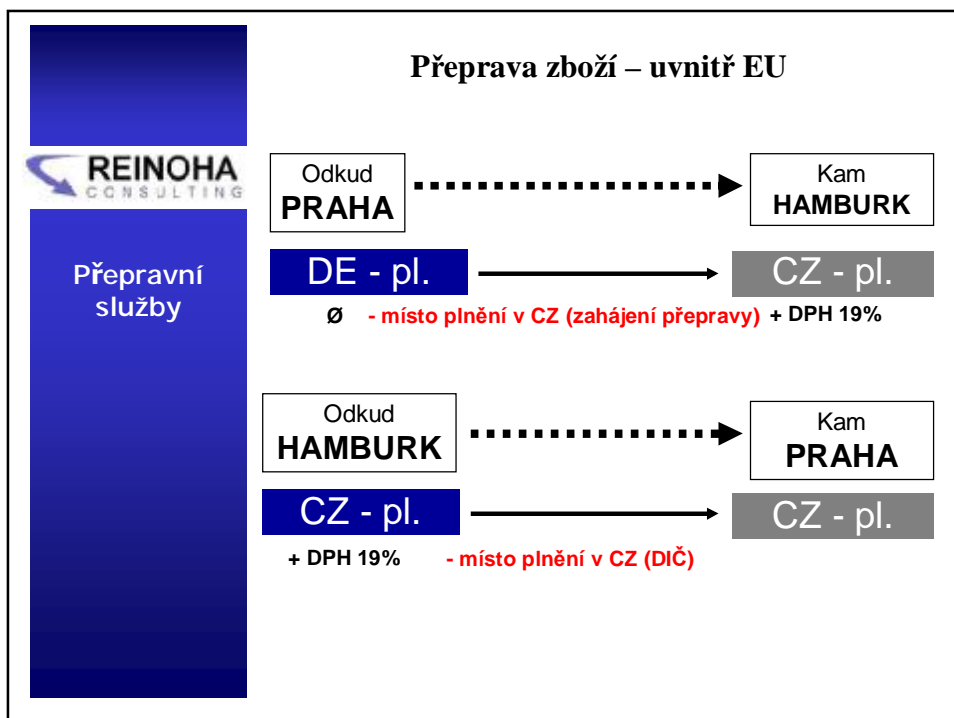 Přeprava zboží – uvnitř EU
REINOHA
CONSULTING
Přepravní
služby
Odkud
PRAHA
Kam
HAMBURK
DE - pl.
CZ - pl.
Ø - místo plnění v CZ (zahájení přepravy) + DPH 19%
Odkud
HAMBURK
Kam
PRAHA
CZ - pl.
CZ - pl.
+ DPH 19% - místo plnění v CZ (DIČ)